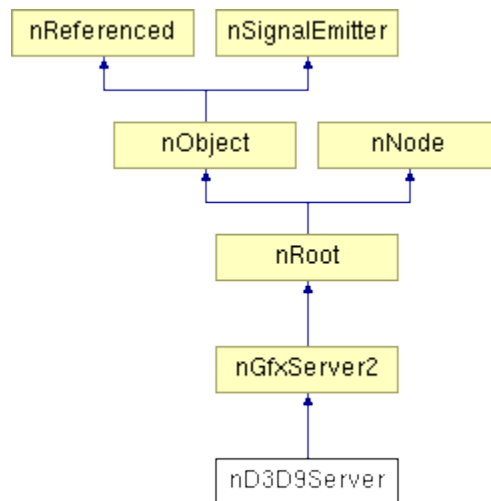 nReferenced
nSignalEmitter
nObject
nNode
nRoot
nGfxServer2
nD3D9Server